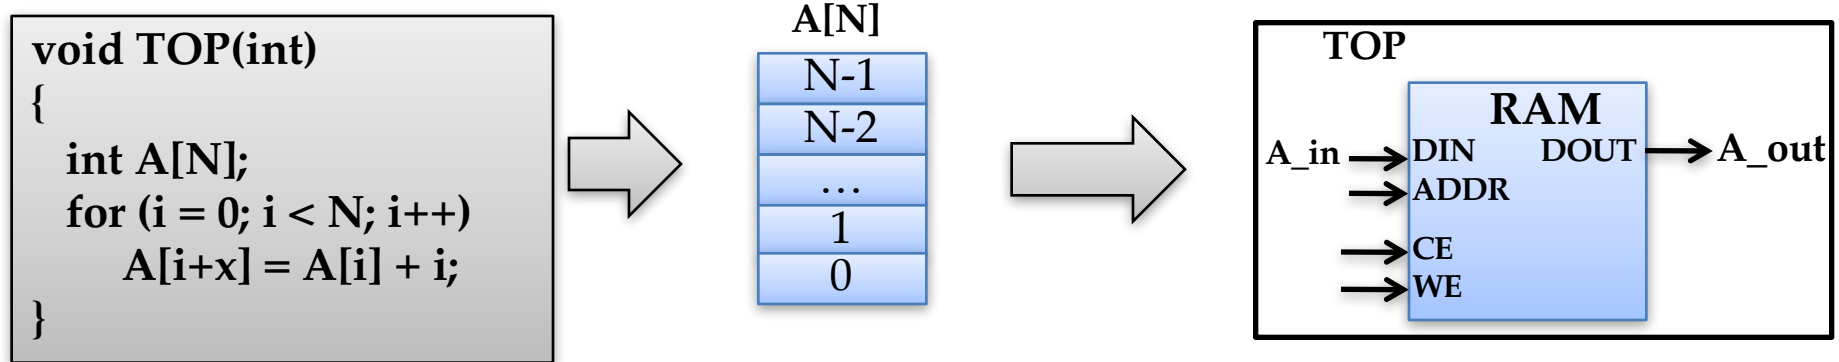 void TOP(int)
{
int A[N];
for (i = 0; i < N; i++)
A[i+x] = A[i] + i;
}
A[N]
N-1
N-2
...
1
0
TOP
RAM
A_in DIN DOUT A_out
ADDR
CE
WE